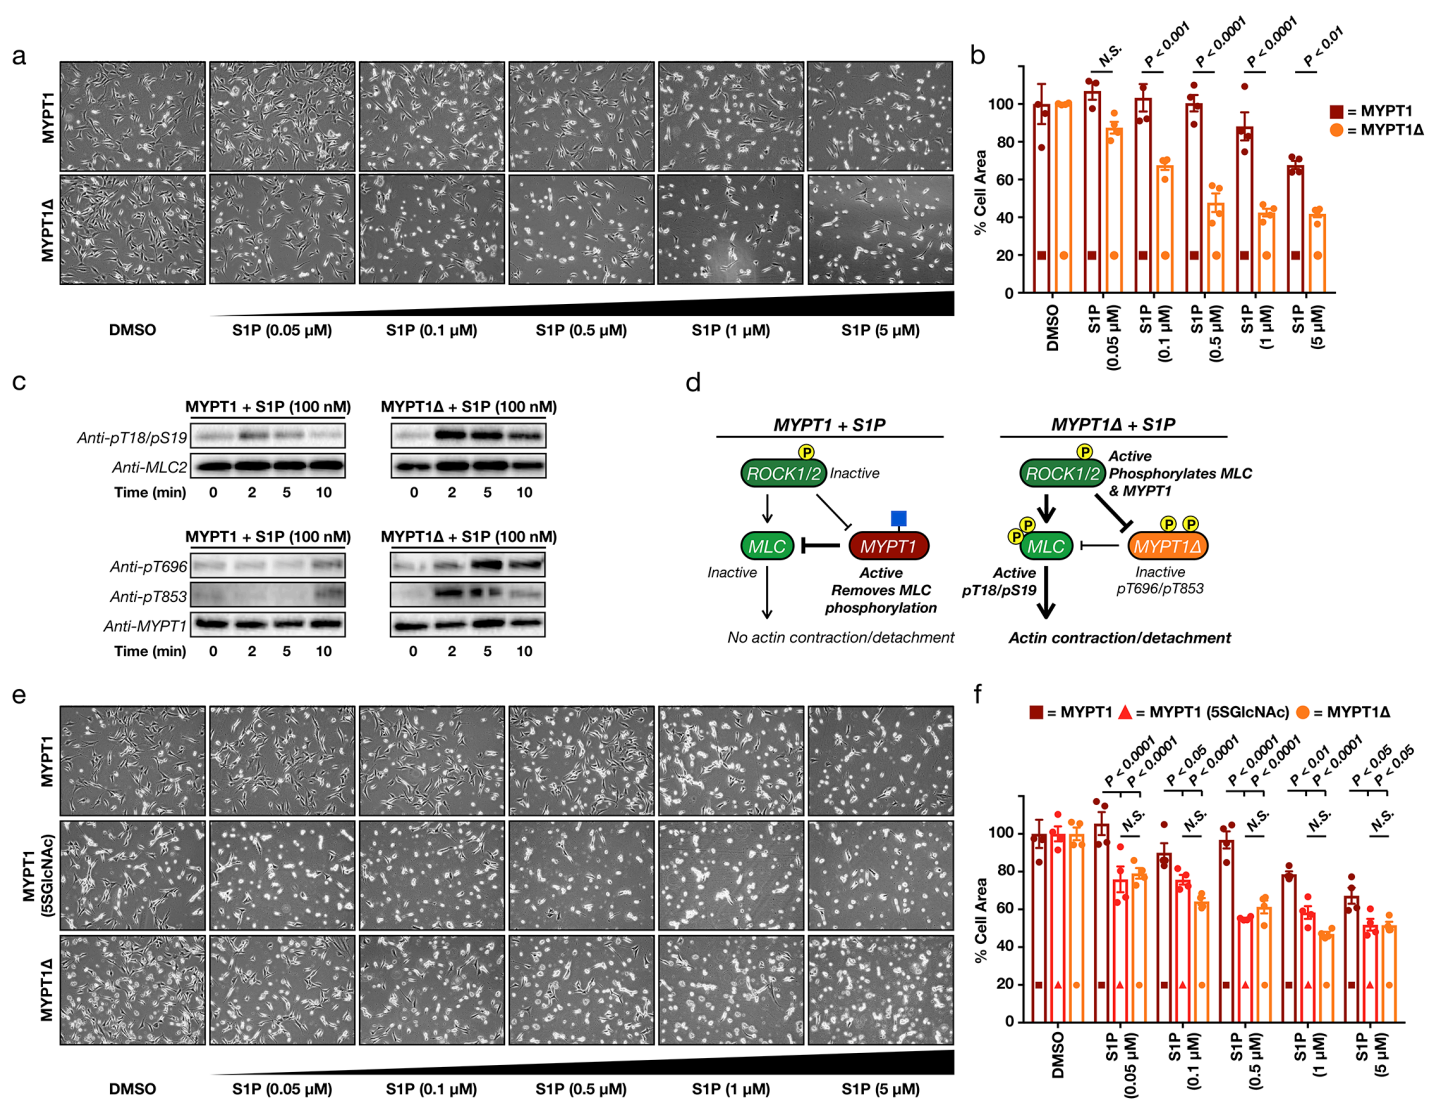 a
MYPT1
MYPT1Δ
DMSO
S1P (0.05 μM)
S1P (0.1 μM)
S1P (0.5 μM)
S1P (1 μM)
S1P (5 μM)
b
N.S.
P < 0.001
P < 0.0001
P < 0.0001
P < 0.01
= MYPT1
= MYPT1Δ
% Cell Area
100
80
60
40
20
0
DMSO
S1P
(0.05 μM)
S1P
(0.1 μM)
S1P
(0.5 μM)
S1P
(1 μM)
S1P
(5 μM)
c
MYPT1 + S1P (100 nM)
MYPT1Δ + S1P (100 nM)
Anti-pT18/pS19
Anti-MLC2
Time (min) 0 2 5 10 0 2 5 10
MYPT1 + S1P (100 nM)
MYPT1Δ + S1P (100 nM)
Anti-pT696
Anti-pT853
Anti-MYPT1
Time (min) 0 2 5 10 0 2 5 10
d
MYPT1 + S1P
P
ROCK1/2
Inactive
MLC
MYPT1
Inactive
Active
Removes MLC
phosphorylation
No actin contraction/detachment
MYPT1Δ + S1P
P
ROCK1/2
Active
Phosphorylates MLC
& MYPT1
P
P
MLC
P
P
MYPT1Δ
Active
pT18/pS19
Inactive
pT696/pT853
Actin contraction/detachment
e
MYPT1
MYPT1
(5SGlcNAc)
MYPT1Δ
DMSO
S1P (0.05 μM)
S1P (0.1 μM)
S1P (0.5 μM)
S1P (1 μM)
S1P (5 μM)
f
= MYPT1
= MYPT1 (5SGlcNAc)
= MYPT1Δ
P < 0.0001
P < 0.0001
P < 0.05
P < 0.0001
P < 0.0001
P < 0.0001
P < 0.01
P < 0.0001
P < 0.05
P < 0.05
N.S.
N.S.
N.S.
N.S.
N.S.
% Cell Area
100
80
60
40
20
0
DMSO
S1P
(0.05 μM)
S1P
(0.1 μM)
S1P
(0.5 μM)
S1P
(1 μM)
S1P
(5 μM)